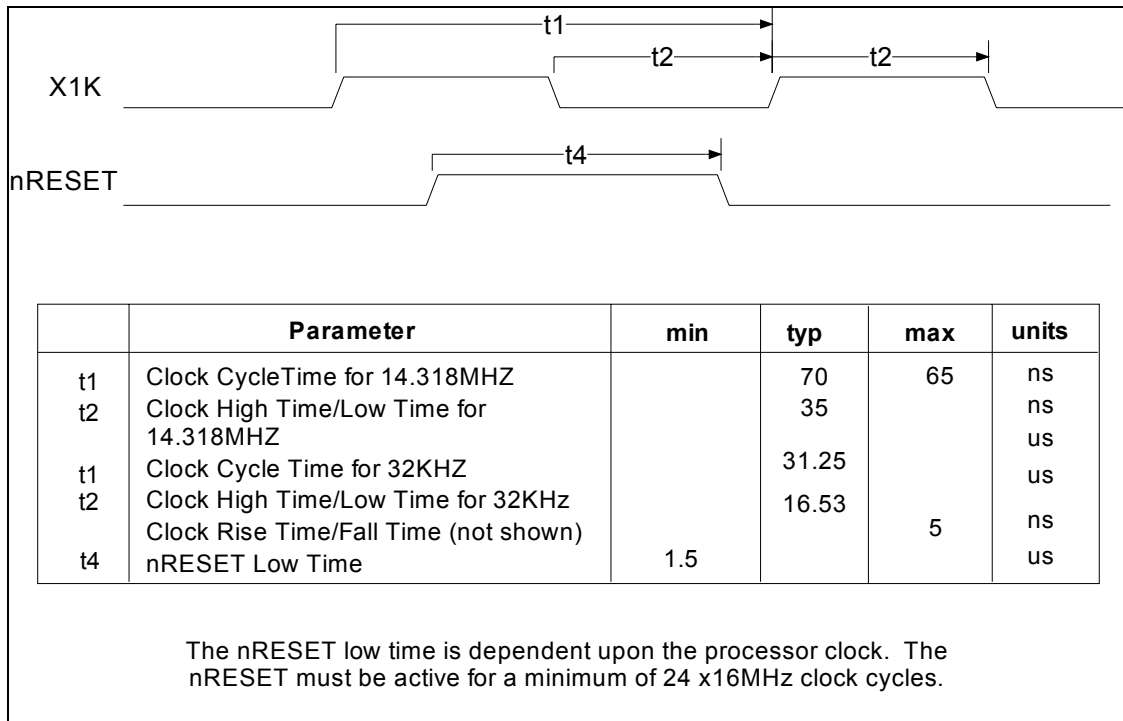 t1
t2 t2
X1K
t4
nRESET
Parameter min typ max units
t1 Clock CycleTime for 14.318MHZ 70 65 ns
t2 Clock High Time/Low Time for 35 ns
14.318MHZ us
t1 Clock Cycle Time for 32KHZ 31.25 us
t2 Clock High Time/Low Time for 32KHz 16.53
Clock Rise Time/Fall Time (not shown) 5 ns
t4 nRESET Low Time 1.5 us
The nRESET low time is dependent upon the processor clock. The
nRESET must be active for a minimum of 24 x16MHz clock cycles.